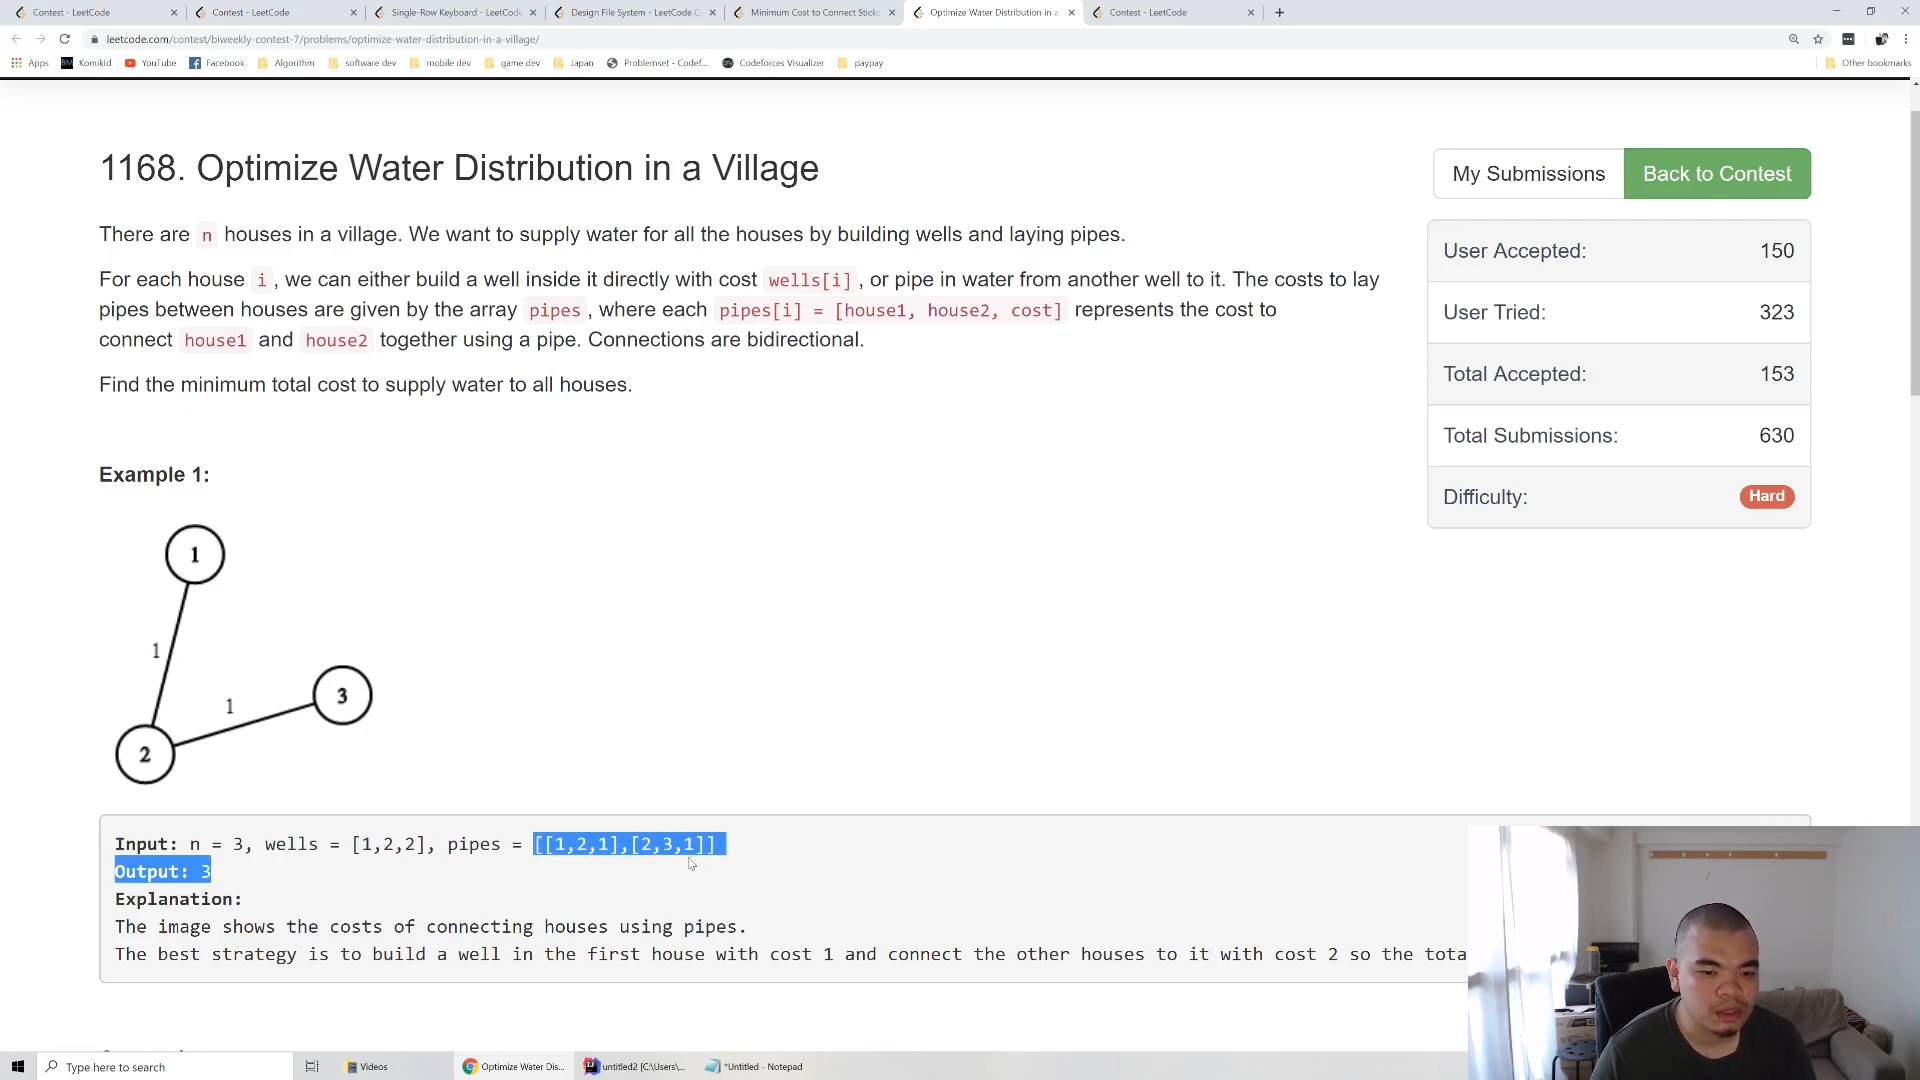 Contest - LeetCode
Contest - LeetCode
Single-Row Keyboard - LeetCode
Design File System - LeetCode C
Minimum Cost to Connect Sticks
Optimize Water Distribution in a
Contest - LeetCode
leetcode.com/contest/biweekly-contest-7/problems/optimize-water-distribution-in-a-village/
Apps KomikId YouTube Facebook Algorithm software dev mobile dev game dev Japan Problemset - Codef... Codeforces Visualizer paypay Other bookmarks
1168. Optimize Water Distribution in a Village
My Submissions Back to Contest
There are n houses in a village. We want to supply water for all the houses by building wells and laying pipes.
For each house i , we can either build a well inside it directly with cost wells[i] , or pipe in water from another well to it. The costs to lay
pipes between houses are given by the array pipes , where each pipes[i] = [house1, house2, cost] represents the cost to
connect house1 and house2 together using a pipe. Connections are bidirectional.
Find the minimum total cost to supply water to all houses.
User Accepted: 150
User Tried: 323
Total Accepted: 153
Total Submissions: 630
Difficulty: Hard
Example 1:
1
1
3
1
2
Input: n = 3, wells = [1,2,2], pipes = [[1,2,1],[2,3,1]]
Output: 3
Explanation:
The image shows the costs of connecting houses using pipes.
The best strategy is to build a well in the first house with cost 1 and connect the other houses to it with cost 2 so the tota
Type here to search
Videos
Optimize Water Dis...
untitled2 [C:\Users\...
*Untitled - Notepad